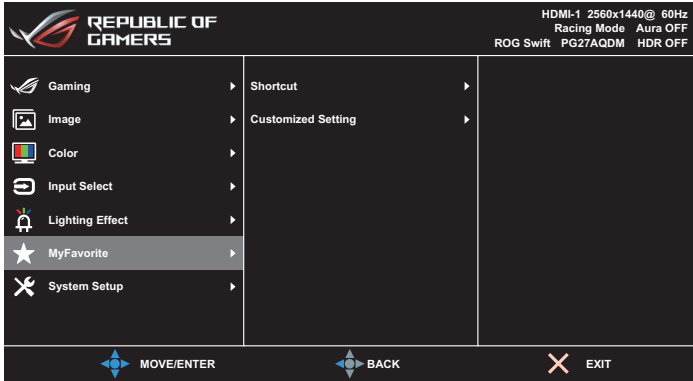 REPUBLIC OF
GAMERS
HDMI-1 2560x1440@ 60Hz
Racing Mode Aura OFF
ROG Swift PG27AQDM HDR OFF
Gaming
Shortcut
Image
Customized Setting
Color
Input Select
Lighting Effect
MyFavorite
System Setup
MOVE/ENTER
BACK
EXIT